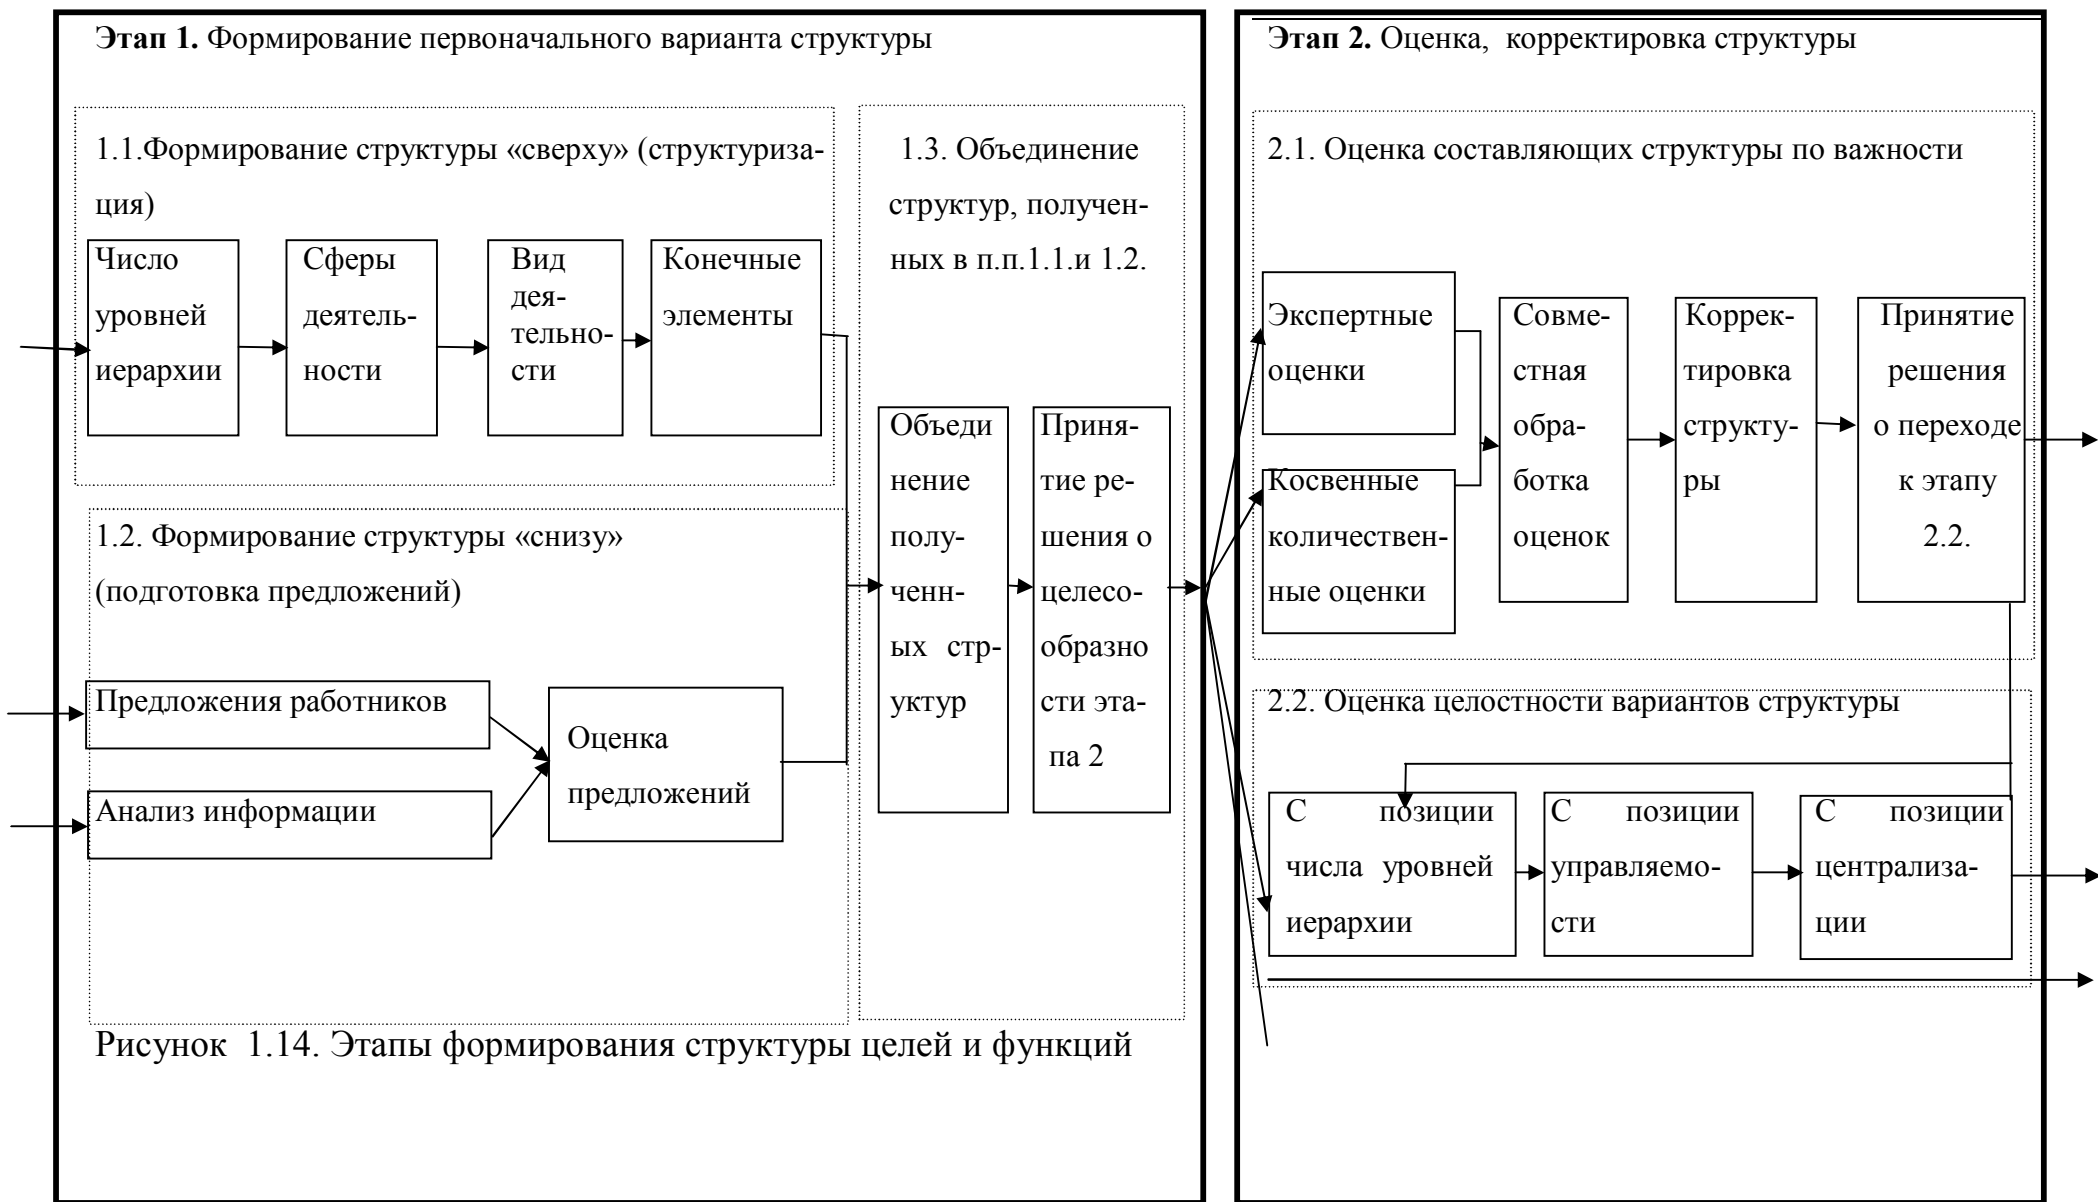 Этап 1. Формирование первоначального варианта структуры
1.1.Формирование структуры «сверху» (структуриза-
ция)
Число
уровней
иерархии
Сферы
деятель-
ности
Вид
дея-
тельно-
сти
Конечные
элементы
1.2. Формирование структуры «снизу»
(подготовка предложений)
Предложения работников
Анализ информации
Оценка
предложений
1.3. Объединение
структур, получен-
ных в п.п.1.1.и 1.2.
Объеди
нение
полу-
ченн-
ых стр-
уктур
Приня-
тие ре-
шения о
целесо-
образно
сти эта-
па 2
Рисунок 1.14. Этапы формирования структуры целей и функций
Этап 2. Оценка, корректировка структуры
2.1. Оценка составляющих структуры по важности
Экспертные
оценки
Косвенные
количествен-
ные оценки
Совме-
стная
обра-
ботка
оценок
Коррек-
тировка
структу-
ры
Принятие
решения
о переходе
к этапу
2.2.
2.2. Оценка целостности вариантов структуры
С позиции
числа уровней
иерархии
С позиции
управляемо-
сти
С позиции
централиза-
ции